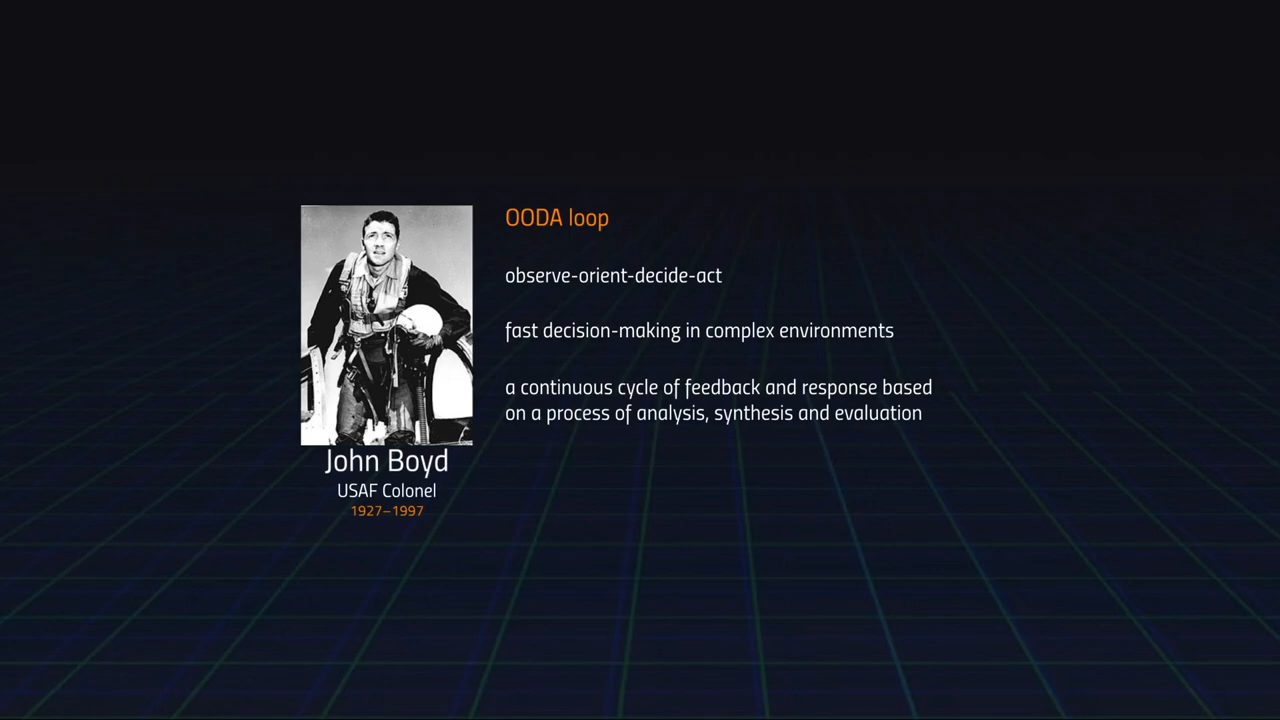 OODA loop
observe-orient-decide-act
fast decision-making in complex environments
a continuous cycle of feedback and response based
on a process of analysis, synthesis and evaluation
John Boyd
USAF Colonel
1927–1997